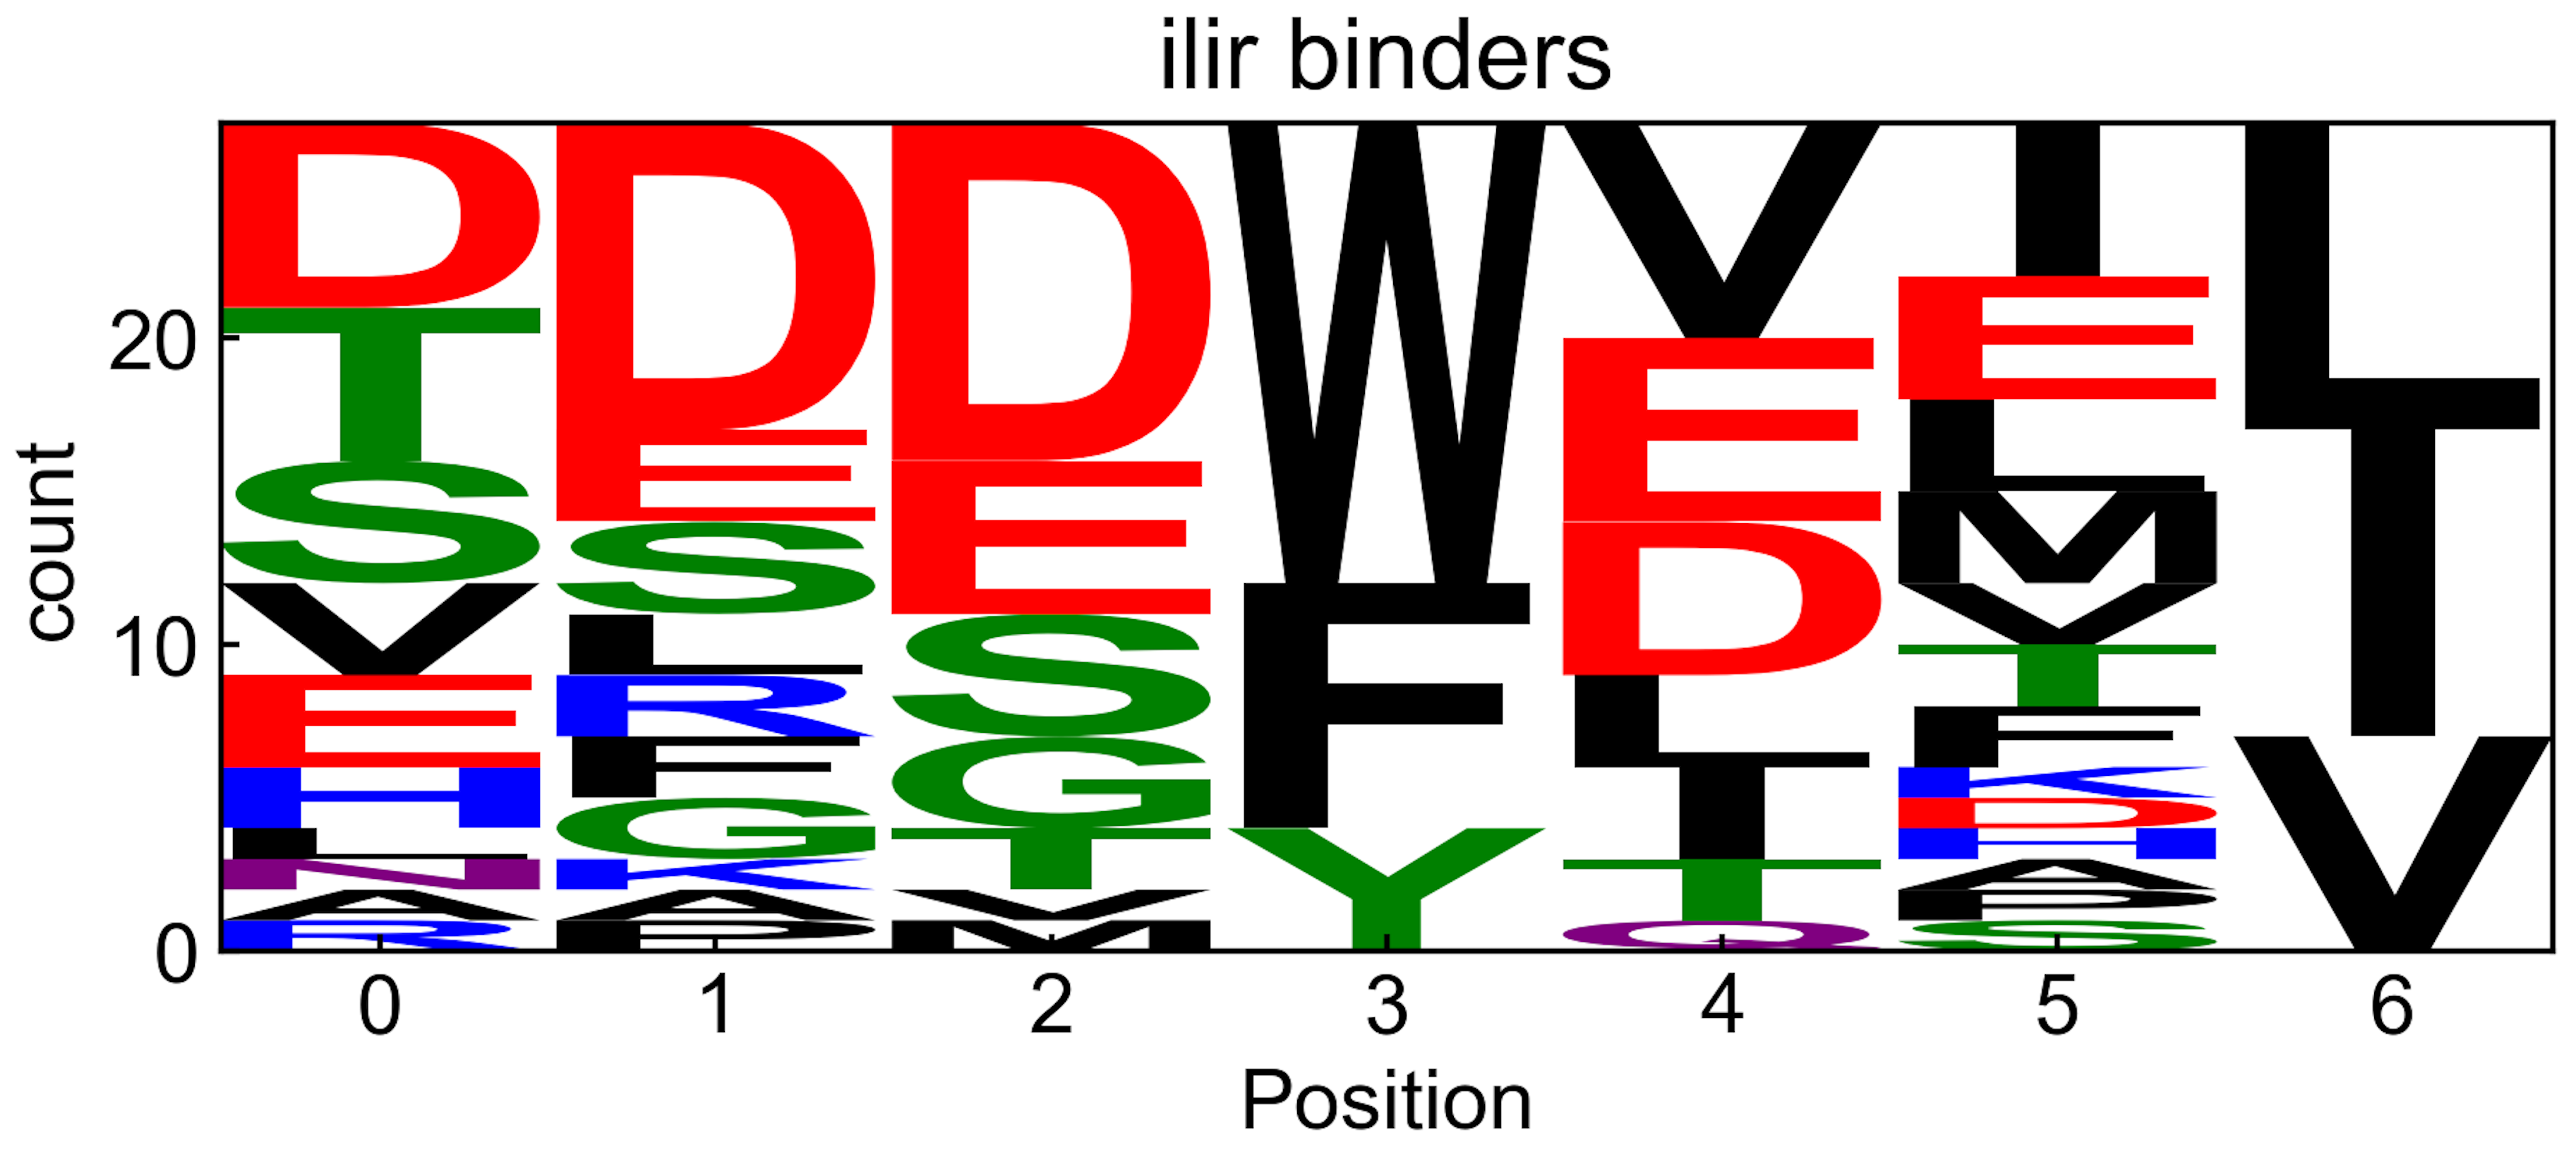 ilir binders
count
20
10
0
D T S V E H L N A R
D E S L R F G K A P
D E S G T V M
W F Y
V E D L I T Q
I E L M V T F K D H A P S
L I V
0 1 2 3 4 5 6
Position